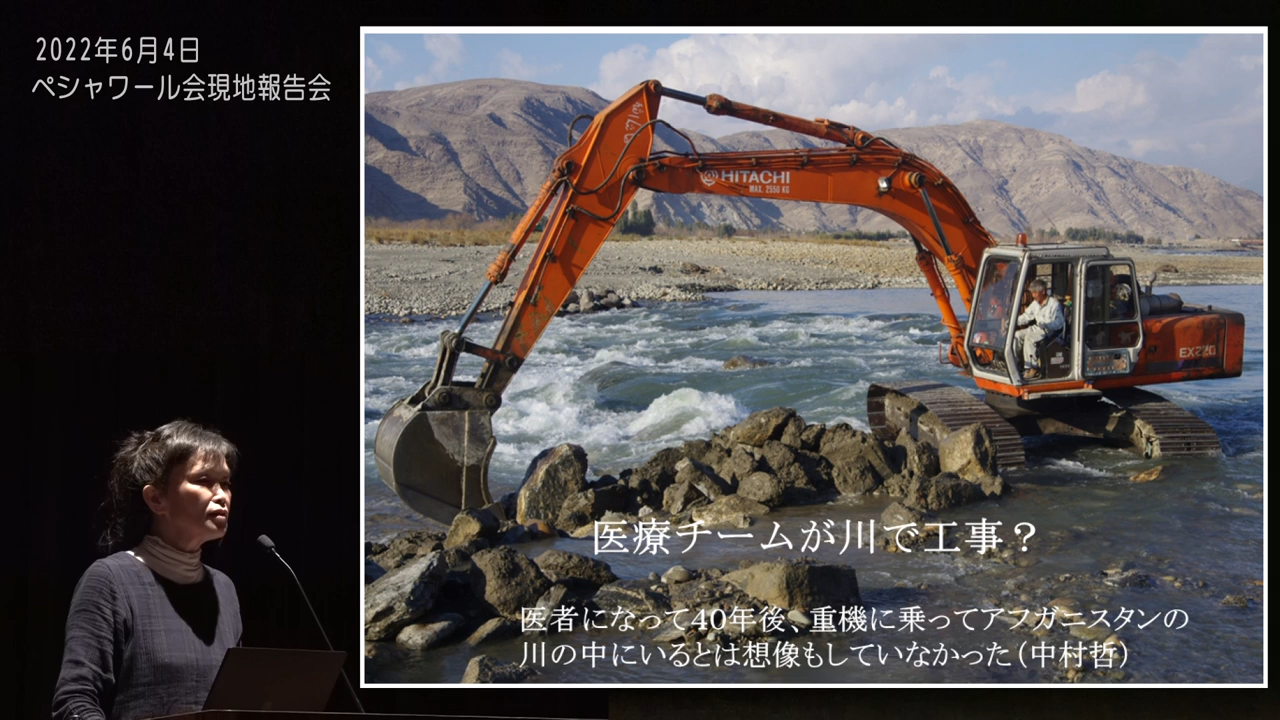 2022年6月4日
ペシャワール会現地報告会
HITACHI
MAX. 2550 KG
EX220
医療チームが川で工事？
医者になって40年後、重機に乗ってアフガニスタンの
川の中にいるとは想像もしていなかった（中村哲）